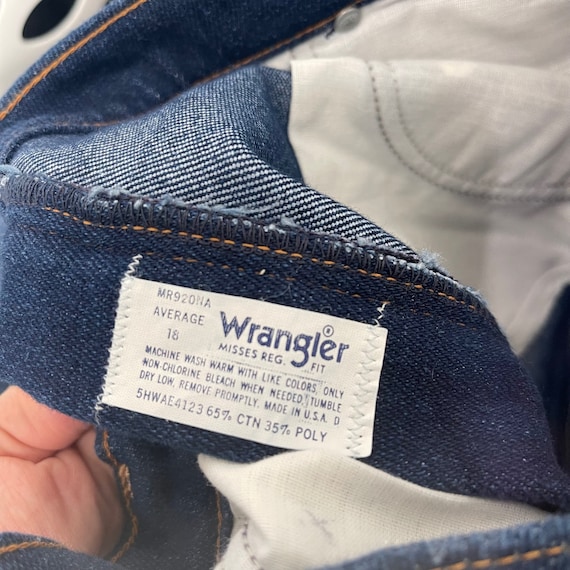 MR920NA
AVERAGE
18
Wrangler
MISSES REG. FIT
MACHINE WASH WARM WITH LIKE COLORS, ONLY
NON-CHLORINE BLEACH WHEN NEEDED, TUMBLE
DRY LOW, REMOVE PROMPTLY. MADE IN U.S.A. D
5HWAE4123 65% CTN 35% POLY